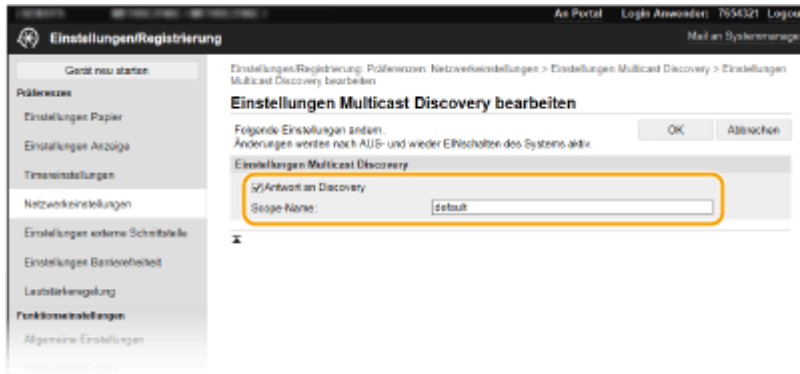 An Portal Login Anwender: 7654321 Logou
Einstellungen/Registrierung
Mail an Systemmanage
Gerät neu starten
Präferenzen
Einstellungen Papier
Einstellungen Anzeige
Timereinstellungen
Netzwerkeinstellungen
Einstellungen externe Schnittstelle
Einstellungen Barrierefreiheit
Lautstärkeregelung
Funktionseinstellungen
Allgemeine Einstellungen
Einstellungen/Registrierung: Präferenzen: Netzwerkeinstellungen > Einstellungen Multicast Discovery > Einstellungen
Multicast Discovery bearbeiten
Einstellungen Multicast Discovery bearbeiten
Folgende Einstellungen ändern.
Änderungen werden nach AUS- und wieder EINschalten des Systems aktiv.
OK Abbrechen
Einstellungen Multicast Discovery
Antwort an Discovery
Scope-Name: default